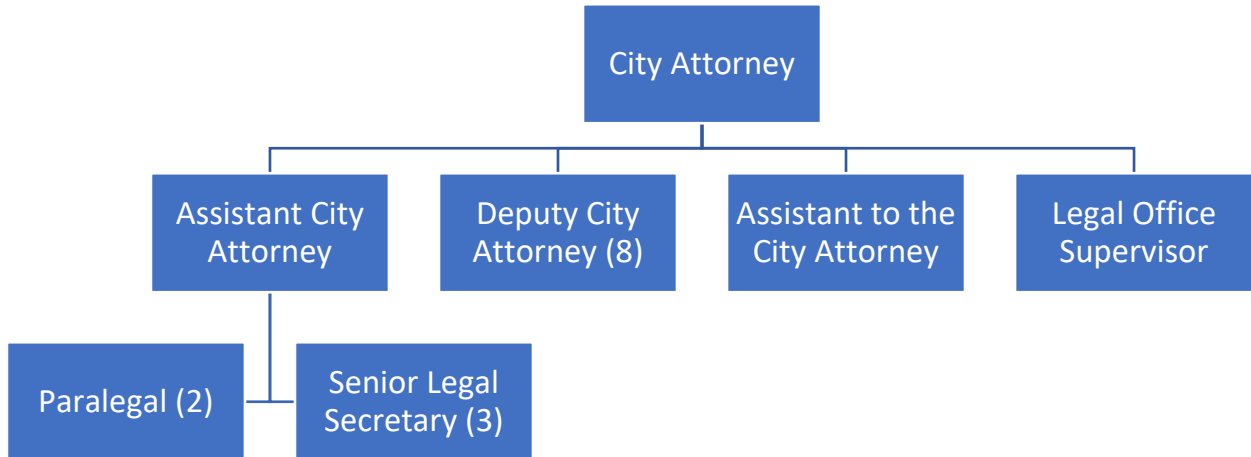 City Attorney
Assistant City
Attorney
Deputy City
Attorney (8)
Assistant to the
City Attorney
Legal Office
Supervisor
Paralegal (2)
Senior Legal
Secretary (3)